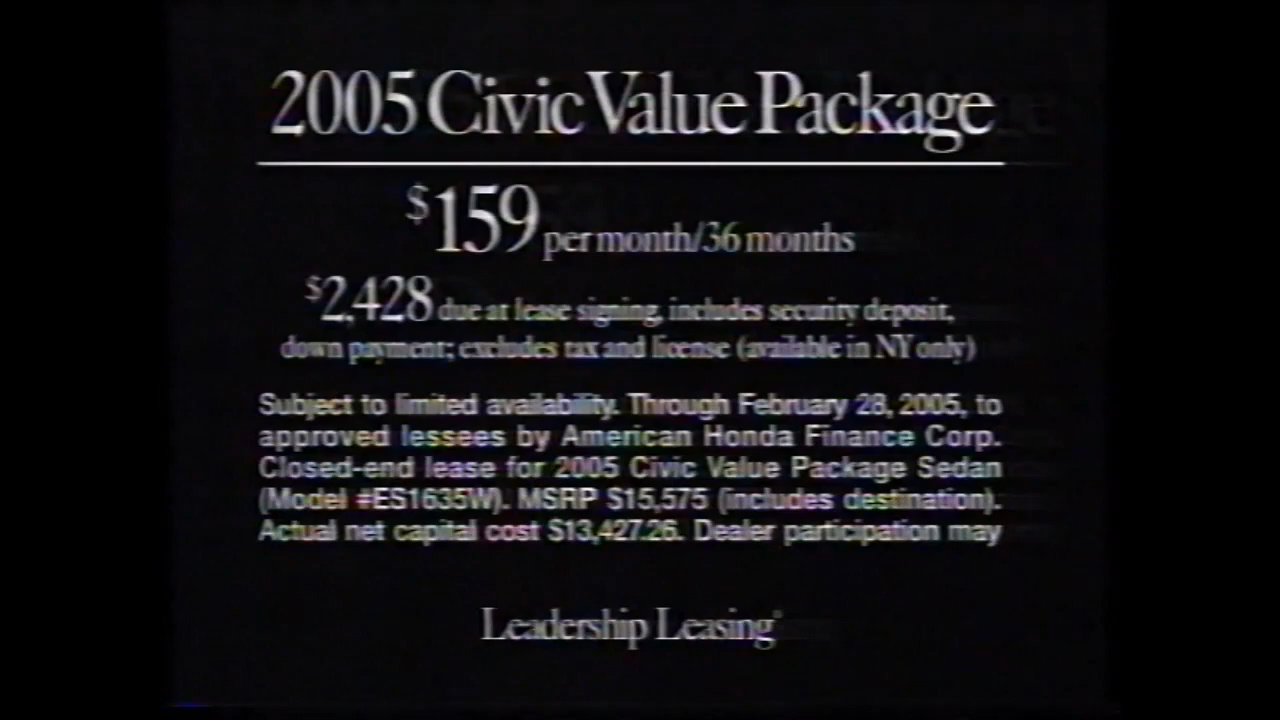 2005 Civic Value Package
$159 per month/36 months
$2,428 due at lease signing, includes security deposit,
down payment; excludes tax and license (available in NY only)
Subject to limited availability. Through February 28, 2005, to
approved lessees by American Honda Finance Corp.
Closed-end lease for 2005 Civic Value Package Sedan
(Model #ES1635W). MSRP $15,575 (includes destination).
Actual net capital cost $13,427.26. Dealer participation may
Leadership Leasing®